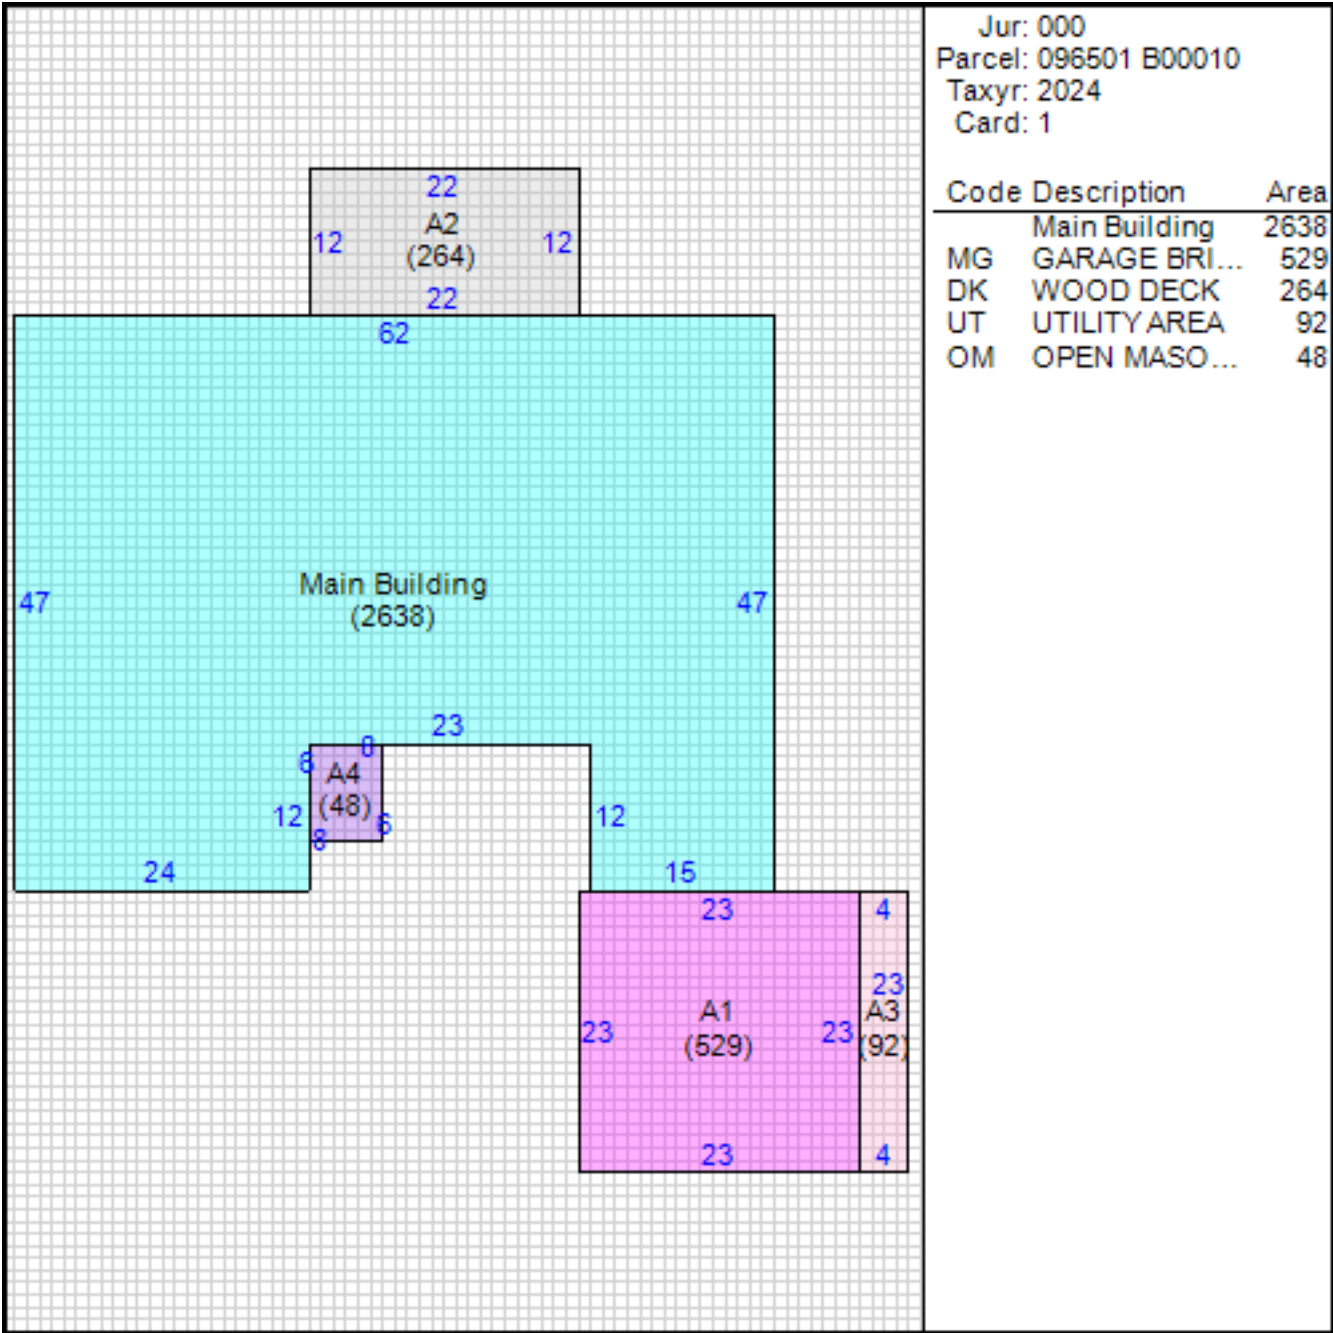 Jur: 000
Parcel: 096501 B00010
Taxyr: 2024
Card: 1
Code Description Area
Main Building 2638
MG GARAGE BRI... 529
DK WOOD DECK 264
UT UTILITY AREA 92
OM OPEN MASO... 48
22
A2
12 12
(264)
22
62
Main Building
47 47
(2638)
23
8
6
A4
(48)
12 12
6
8
24 15
23 4
23
A1 A3
23 23
(529) (92)
23 4